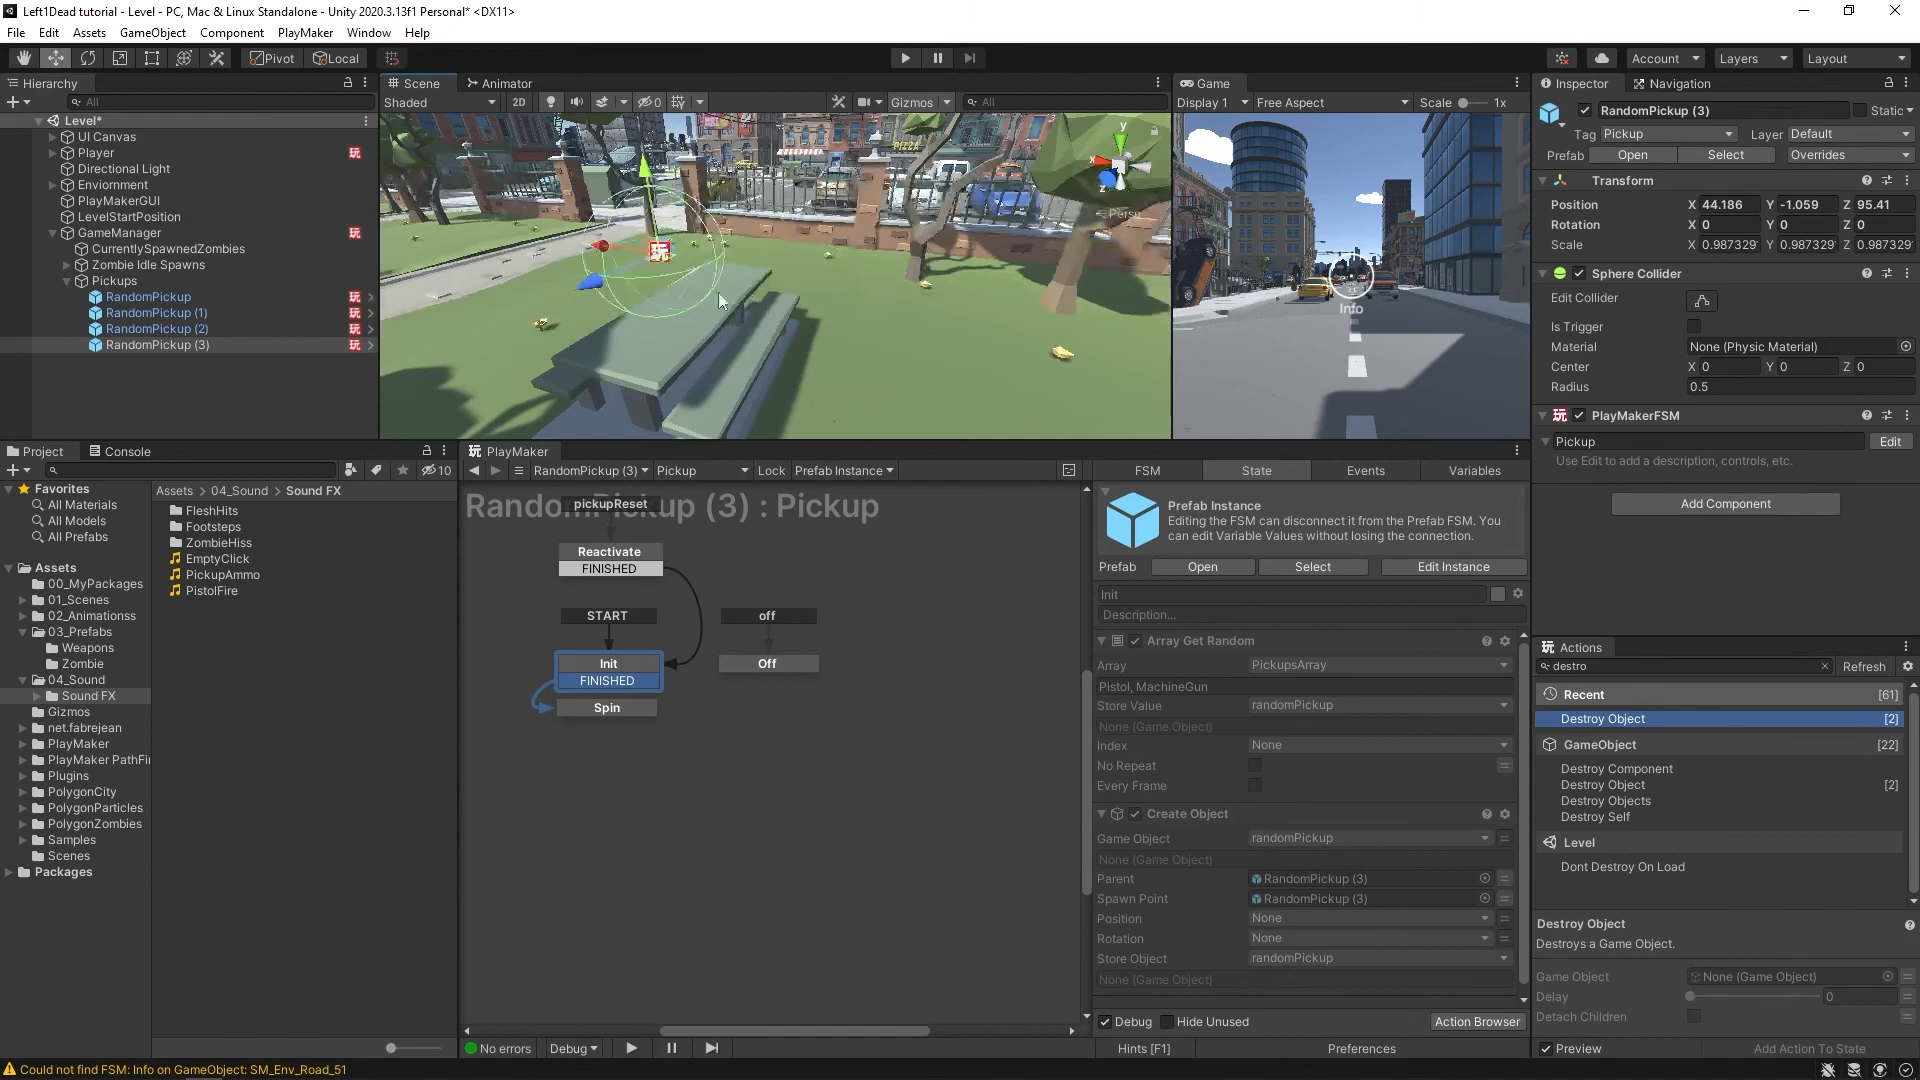 Left1Dead tutorial - Level - PC, Mac & Linux Standalone - Unity 2020.3.13f1 Personal* <DX11>
File Edit Assets GameObject Component PlayMaker Window Help
Pivot Local Account Layers Layout
Hierarchy
All
Level*
UI Canvas
Player
Directional Light
Enviornment
PlayMakerGUI
LevelStartPosition
GameManager
CurrentlySpawnedZombies
Zombie Idle Spawns
Pickups
RandomPickup
RandomPickup (1)
RandomPickup (2)
RandomPickup (3)
Scene Animator
Shaded 2D 0 Gizmos All
PIZZA
y
x
z
Persp
Game
Display 1 Free Aspect Scale 1x
Info
Inspector Navigation
RandomPickup (3) Static
Tag Pickup Layer Default
Prefab Open Select Overrides
Transform
Position X 44.186 Y -1.059 Z 95.41
Rotation X 0 Y 0 Z 0
Scale X 0.987329 Y 0.987329 Z 0.987329
Sphere Collider
Edit Collider
Is Trigger
Material None (Physic Material)
Center X 0 Y 0 Z 0
Radius 0.5
PlayMakerFSM
Pickup Edit
Use Edit to add a description, controls, etc.
Add Component
Project Console
10
Favorites
All Materials
All Models
All Prefabs
Assets
00_MyPackages
01_Scenes
02_Animationss
03_Prefabs
Weapons
Zombie
04_Sound
Sound FX
Gizmos
net.fabrejean
PlayMaker
PlayMaker PathFi
Plugins
PolygonCity
PolygonParticles
PolygonZombies
Samples
Scenes
Packages
Assets > 04_Sound > Sound FX
FleshHits
Footsteps
ZombieHiss
EmptyClick
PickupAmmo
PistolFire
PlayMaker
RandomPickup (3) Pickup Lock Prefab Instance
RandomPickup (3) : Pickup
pickupReset
Reactivate
FINISHED
START
Init
FINISHED
Spin
off
Off
No errors Debug
FSM State Events Variables
Prefab Instance
Editing the FSM can disconnect it from the Prefab FSM. You
can edit Variable Values without losing the connection.
Prefab Open Select Edit Instance
Init
Description...
Array Get Random
Array PickupsArray
Pistol, MachineGun
Store Value randomPickup
None (Game Object)
Index None
No Repeat
Every Frame
Create Object
Game Object randomPickup
None (Game Object)
Parent RandomPickup (3)
Spawn Point RandomPickup (3)
Position None
Rotation None
Store Object randomPickup
None (Game Object)
Debug Hide Unused Action Browser
Hints [F1] Preferences
Actions
destro Refresh
Recent [61]
Destroy Object [2]
GameObject [22]
Destroy Component
Destroy Object [2]
Destroy Objects
Destroy Self
Level
Dont Destroy On Load
Destroy Object
Destroys a Game Object.
Game Object None (Game Object)
Delay 0
Detach Children
Preview Add Action To State
Could not find FSM: Info on GameObject: SM_Env_Road_51